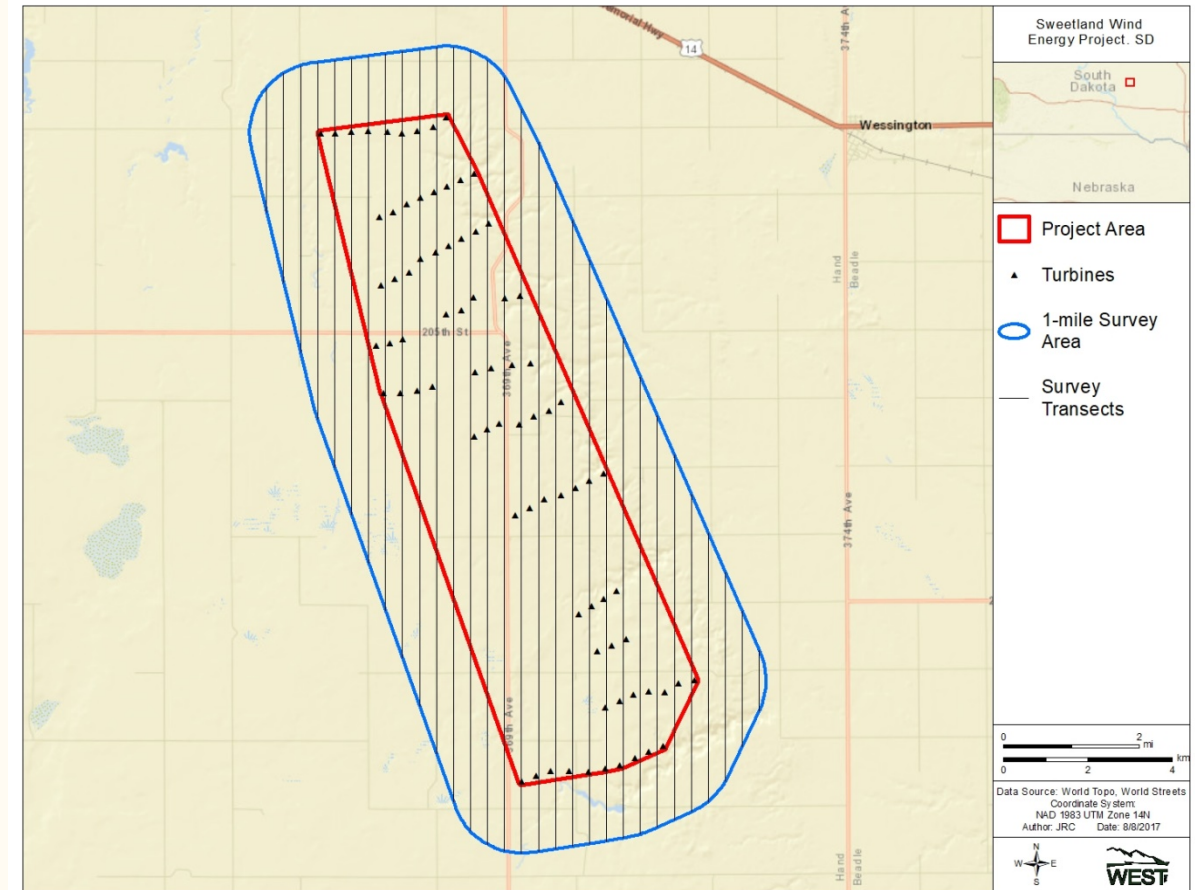 morial Hwy
14
374th A
Wessington
Hand
Beadle
205th St
369th Ave
374th Ave
369th Ave
Hand
Beadle
Sweetland Wind
Energy Project. SD
South
Dakota
Nebraska
Project Area
Turbines
1-mile Survey
Area
Survey
Transects
0 2
mi
km
0 2 4
Data Source: World Topo, World Streets
Coordinate System:
NAD 1983 UTM Zone 14N
Author: JRC Date: 8/8/2017
N
W E
S
WEST